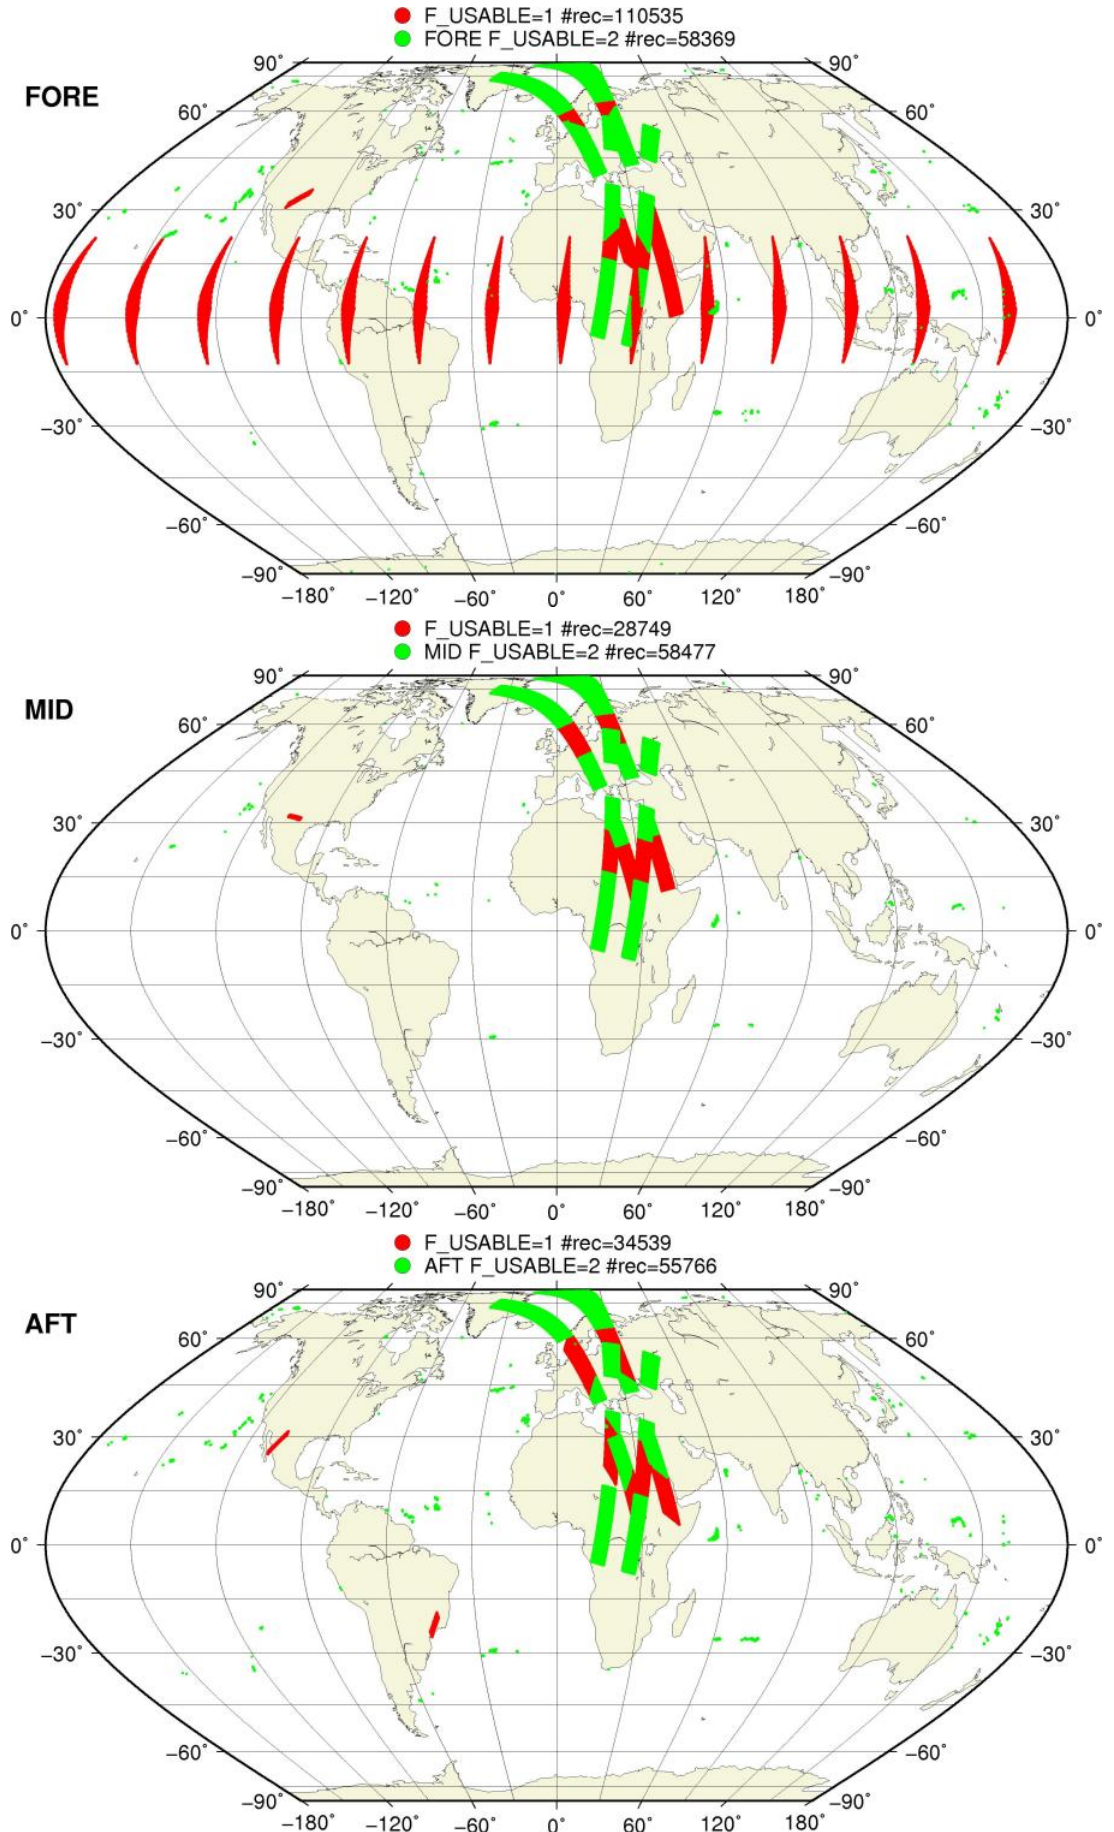 F_USABLE=1 #rec=110535
FORE F_USABLE=2 #rec=58369
FORE
90° 90°
60° 60°
30° 30°
0° 0°
−30° −30°
−60° −60°
−90° −90°
−180° −120° −60° 0° 60° 120° 180°
F_USABLE=1 #rec=28749
MID F_USABLE=2 #rec=58477
MID
90° 90°
60° 60°
30° 30°
0° 0°
−30° −30°
−60° −60°
−90° −90°
−180° −120° −60° 0° 60° 120° 180°
F_USABLE=1 #rec=34539
AFT F_USABLE=2 #rec=55766
AFT
90° 90°
60° 60°
30° 30°
0° 0°
−30° −30°
−60° −60°
−90° −90°
−180° −120° −60° 0° 60° 120° 180°